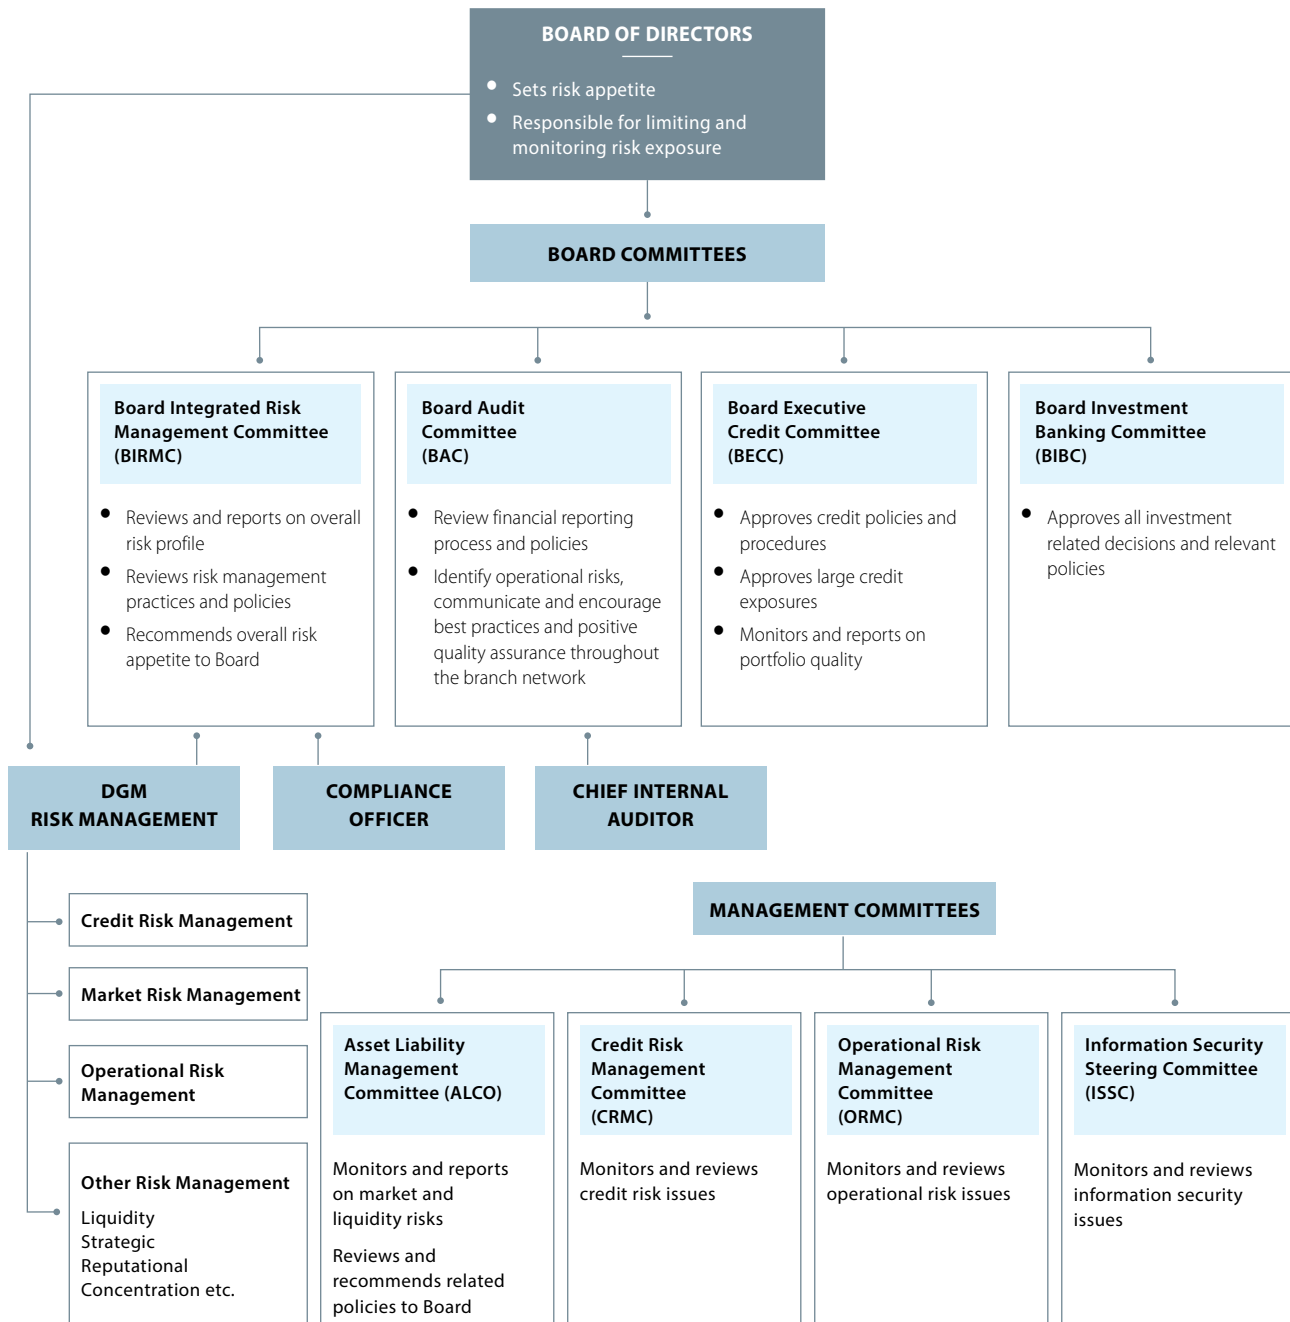 BOARD OF DIRECTORS
• Sets risk appetite
• Responsible for limiting and
monitoring risk exposure
BOARD COMMITTEES
Board Integrated Risk
Management Committee
(BIRMC)
• Reviews and reports on overall
risk profile
• Reviews risk management
practices and policies
• Recommends overall risk
appetite to Board
Board Audit
Committee
(BAC)
• Review financial reporting
process and policies
• Identify operational risks,
communicate and encourage
best practices and positive
quality assurance throughout
the branch network
Board Executive
Credit Committee
(BECC)
• Approves credit policies and
procedures
• Approves large credit
exposures
• Monitors and reports on
portfolio quality
Board Investment
Banking Committee
(BIBC)
• Approves all investment
related decisions and relevant
policies
DGM
RISK MANAGEMENT
COMPLIANCE
OFFICER
CHIEF INTERNAL
AUDITOR
Credit Risk Management
Market Risk Management
Operational Risk
Management
Other Risk Management
Liquidity
Strategic
Reputational
Concentration etc.
MANAGEMENT COMMITTEES
Asset Liability
Management
Committee (ALCO)
Monitors and reports
on market and
liquidity risks
Reviews and
recommends related
policies to Board
Credit Risk
Management
Committee
(CRMC)
Monitors and reviews
credit risk issues
Operational Risk
Management
Committee
(ORMC)
Monitors and reviews
operational risk issues
Information Security
Steering Committee
(ISSC)
Monitors and reviews
information security
issues